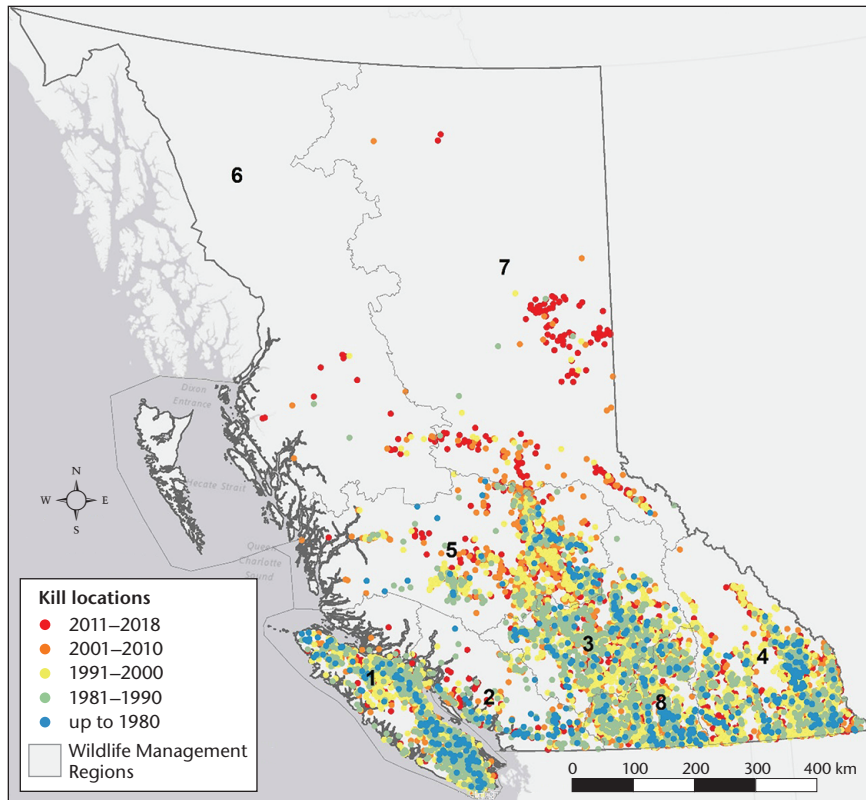 6
7
Dixon
Entrance
N
W E
S
Hecate Strait
5
Queen
Charlotte
Sound
Kill locations
2011–2018
2001–2010
1991–2000
1981–1990
up to 1980
Wildlife Management
Regions
3
4
1
2
8
0 100 200 300 400 km